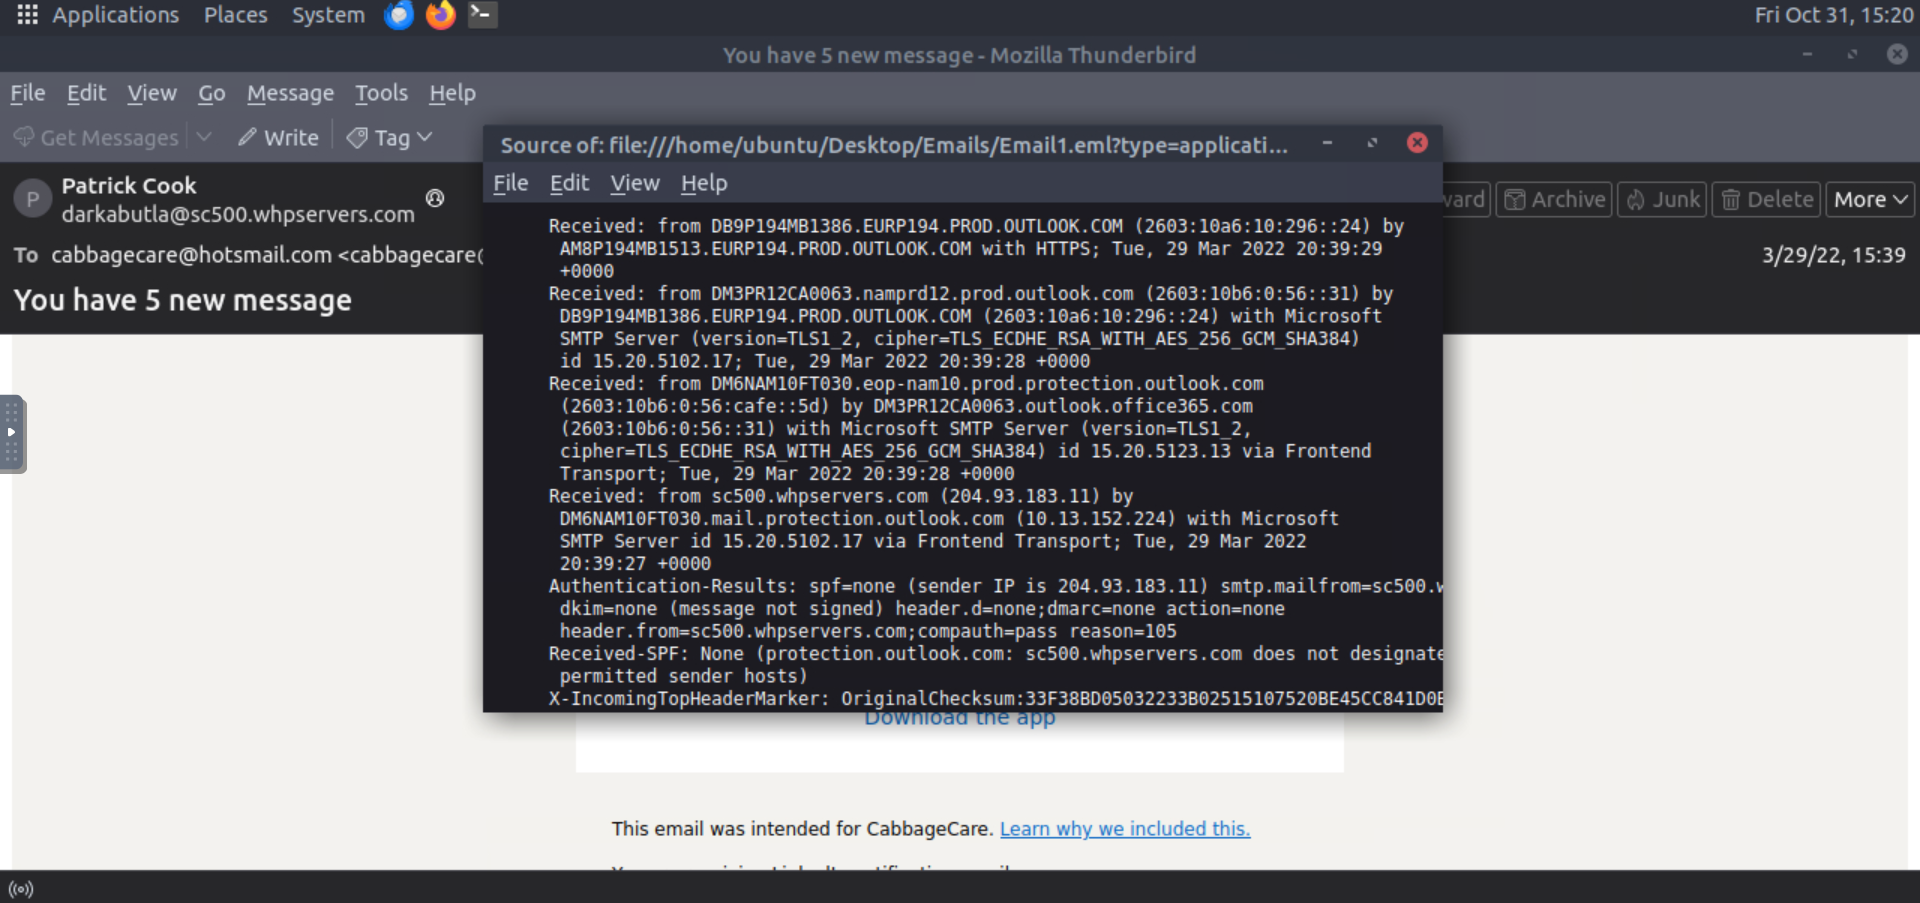 Applications Places System Fri Oct 31, 15:20
You have 5 new message - Mozilla Thunderbird
File Edit View Go Message Tools Help
Get Messages Write Tag
Source of: file:///home/ubuntu/Desktop/Emails/Email1.eml?type=applicati...
File Edit View Help
P
Patrick Cook
darkabutla@sc500.whpservers.com
Archive Junk Delete More
To cabbagecare@hotsmail.com <cabbagecare
3/29/22, 15:39
You have 5 new message
Received: from DB9P194MB1386.EURP194.PROD.OUTLOOK.COM (2603:10a6:10:296::24) by
AM8P194MB1513.EURP194.PROD.OUTLOOK.COM with HTTPS; Tue, 29 Mar 2022 20:39:29
+0000
Received: from DM3PR12CA0063.namprd12.prod.outlook.com (2603:10b6:0:56::31) by
DB9P194MB1386.EURP194.PROD.OUTLOOK.COM (2603:10a6:10:296::24) with Microsoft
SMTP Server (version=TLS1_2, cipher=TLS_ECDHE_RSA_WITH_AES_256_GCM_SHA384)
id 15.20.5102.17; Tue, 29 Mar 2022 20:39:28 +0000
Received: from DM6NAM10FT030.eop-nam10.prod.protection.outlook.com
(2603:10b6:0:56:cafe::5d) by DM3PR12CA0063.outlook.office365.com
(2603:10b6:0:56::31) with Microsoft SMTP Server (version=TLS1_2,
cipher=TLS_ECDHE_RSA_WITH_AES_256_GCM_SHA384) id 15.20.5123.13 via Frontend
Transport; Tue, 29 Mar 2022 20:39:28 +0000
Received: from sc500.whpservers.com (204.93.183.11) by
DM6NAM10FT030.mail.protection.outlook.com (10.13.152.224) with Microsoft
SMTP Server id 15.20.5102.17 via Frontend Transport; Tue, 29 Mar 2022
20:39:27 +0000
Authentication-Results: spf=none (sender IP is 204.93.183.11) smtp.mailfrom=sc500.w
dkim=none (message not signed) header.d=none;dmarc=none action=none
header.from=sc500.whpservers.com;compauth=pass reason=105
Received-SPF: None (protection.outlook.com: sc500.whpservers.com does not designate
permitted sender hosts)
X-IncomingTopHeaderMarker: OriginalChecksum:33F38BD05032233B02515107520BE45CC841D0E
Download the app
This email was intended for CabbageCare. Learn why we included this.